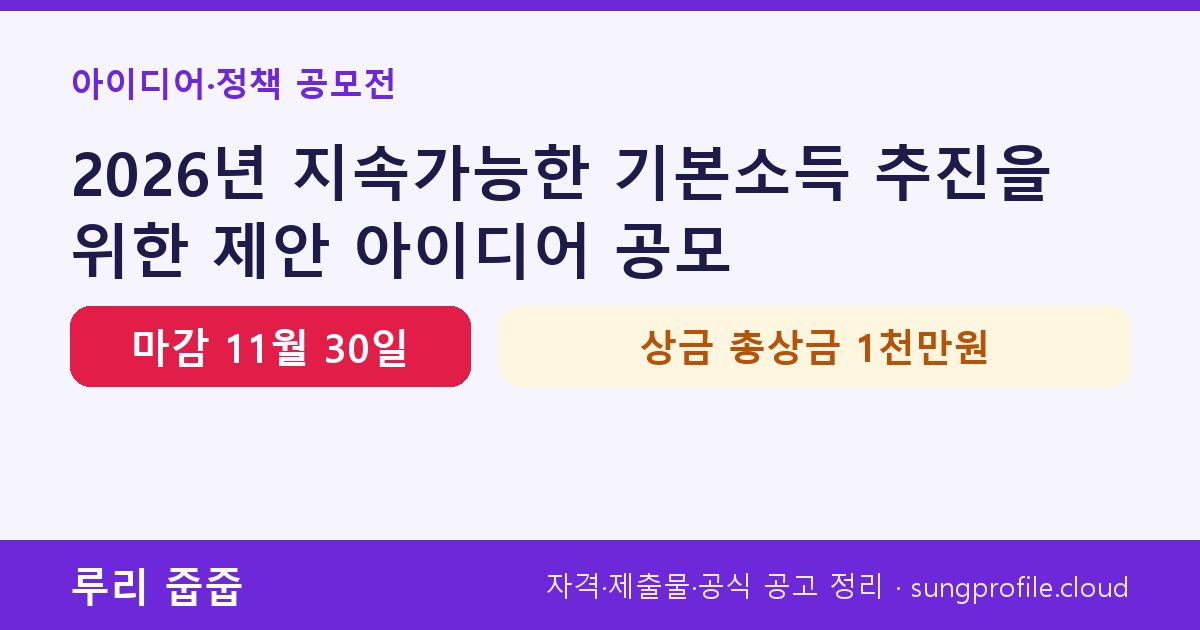 아이디어·정책 공모전
2026년 지속가능한 기본소득 추진을
위한 제안 아이디어 공모
마감 11월 30일
상금 총상금 1천만원
루리 줍줍
자격·제출물·공식 공고 정리 · sungprofile.cloud